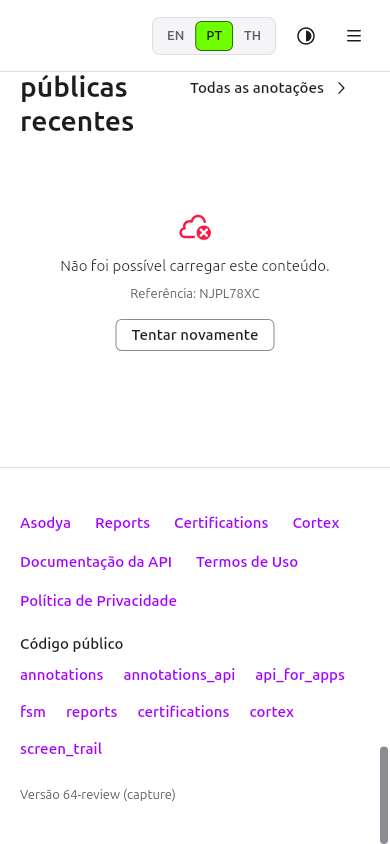 EN PT TH
públicas
recentes
Todas as anotações
Não foi possível carregar este conteúdo.
Referência: NJPL78XC
Tentar novamente
Asodya Reports Certifications Cortex
Documentação da API Termos de Uso
Política de Privacidade
Código público
annotations annotations_api api_for_apps
fsm reports certifications cortex
screen_trail
Versão 64-review (capture)